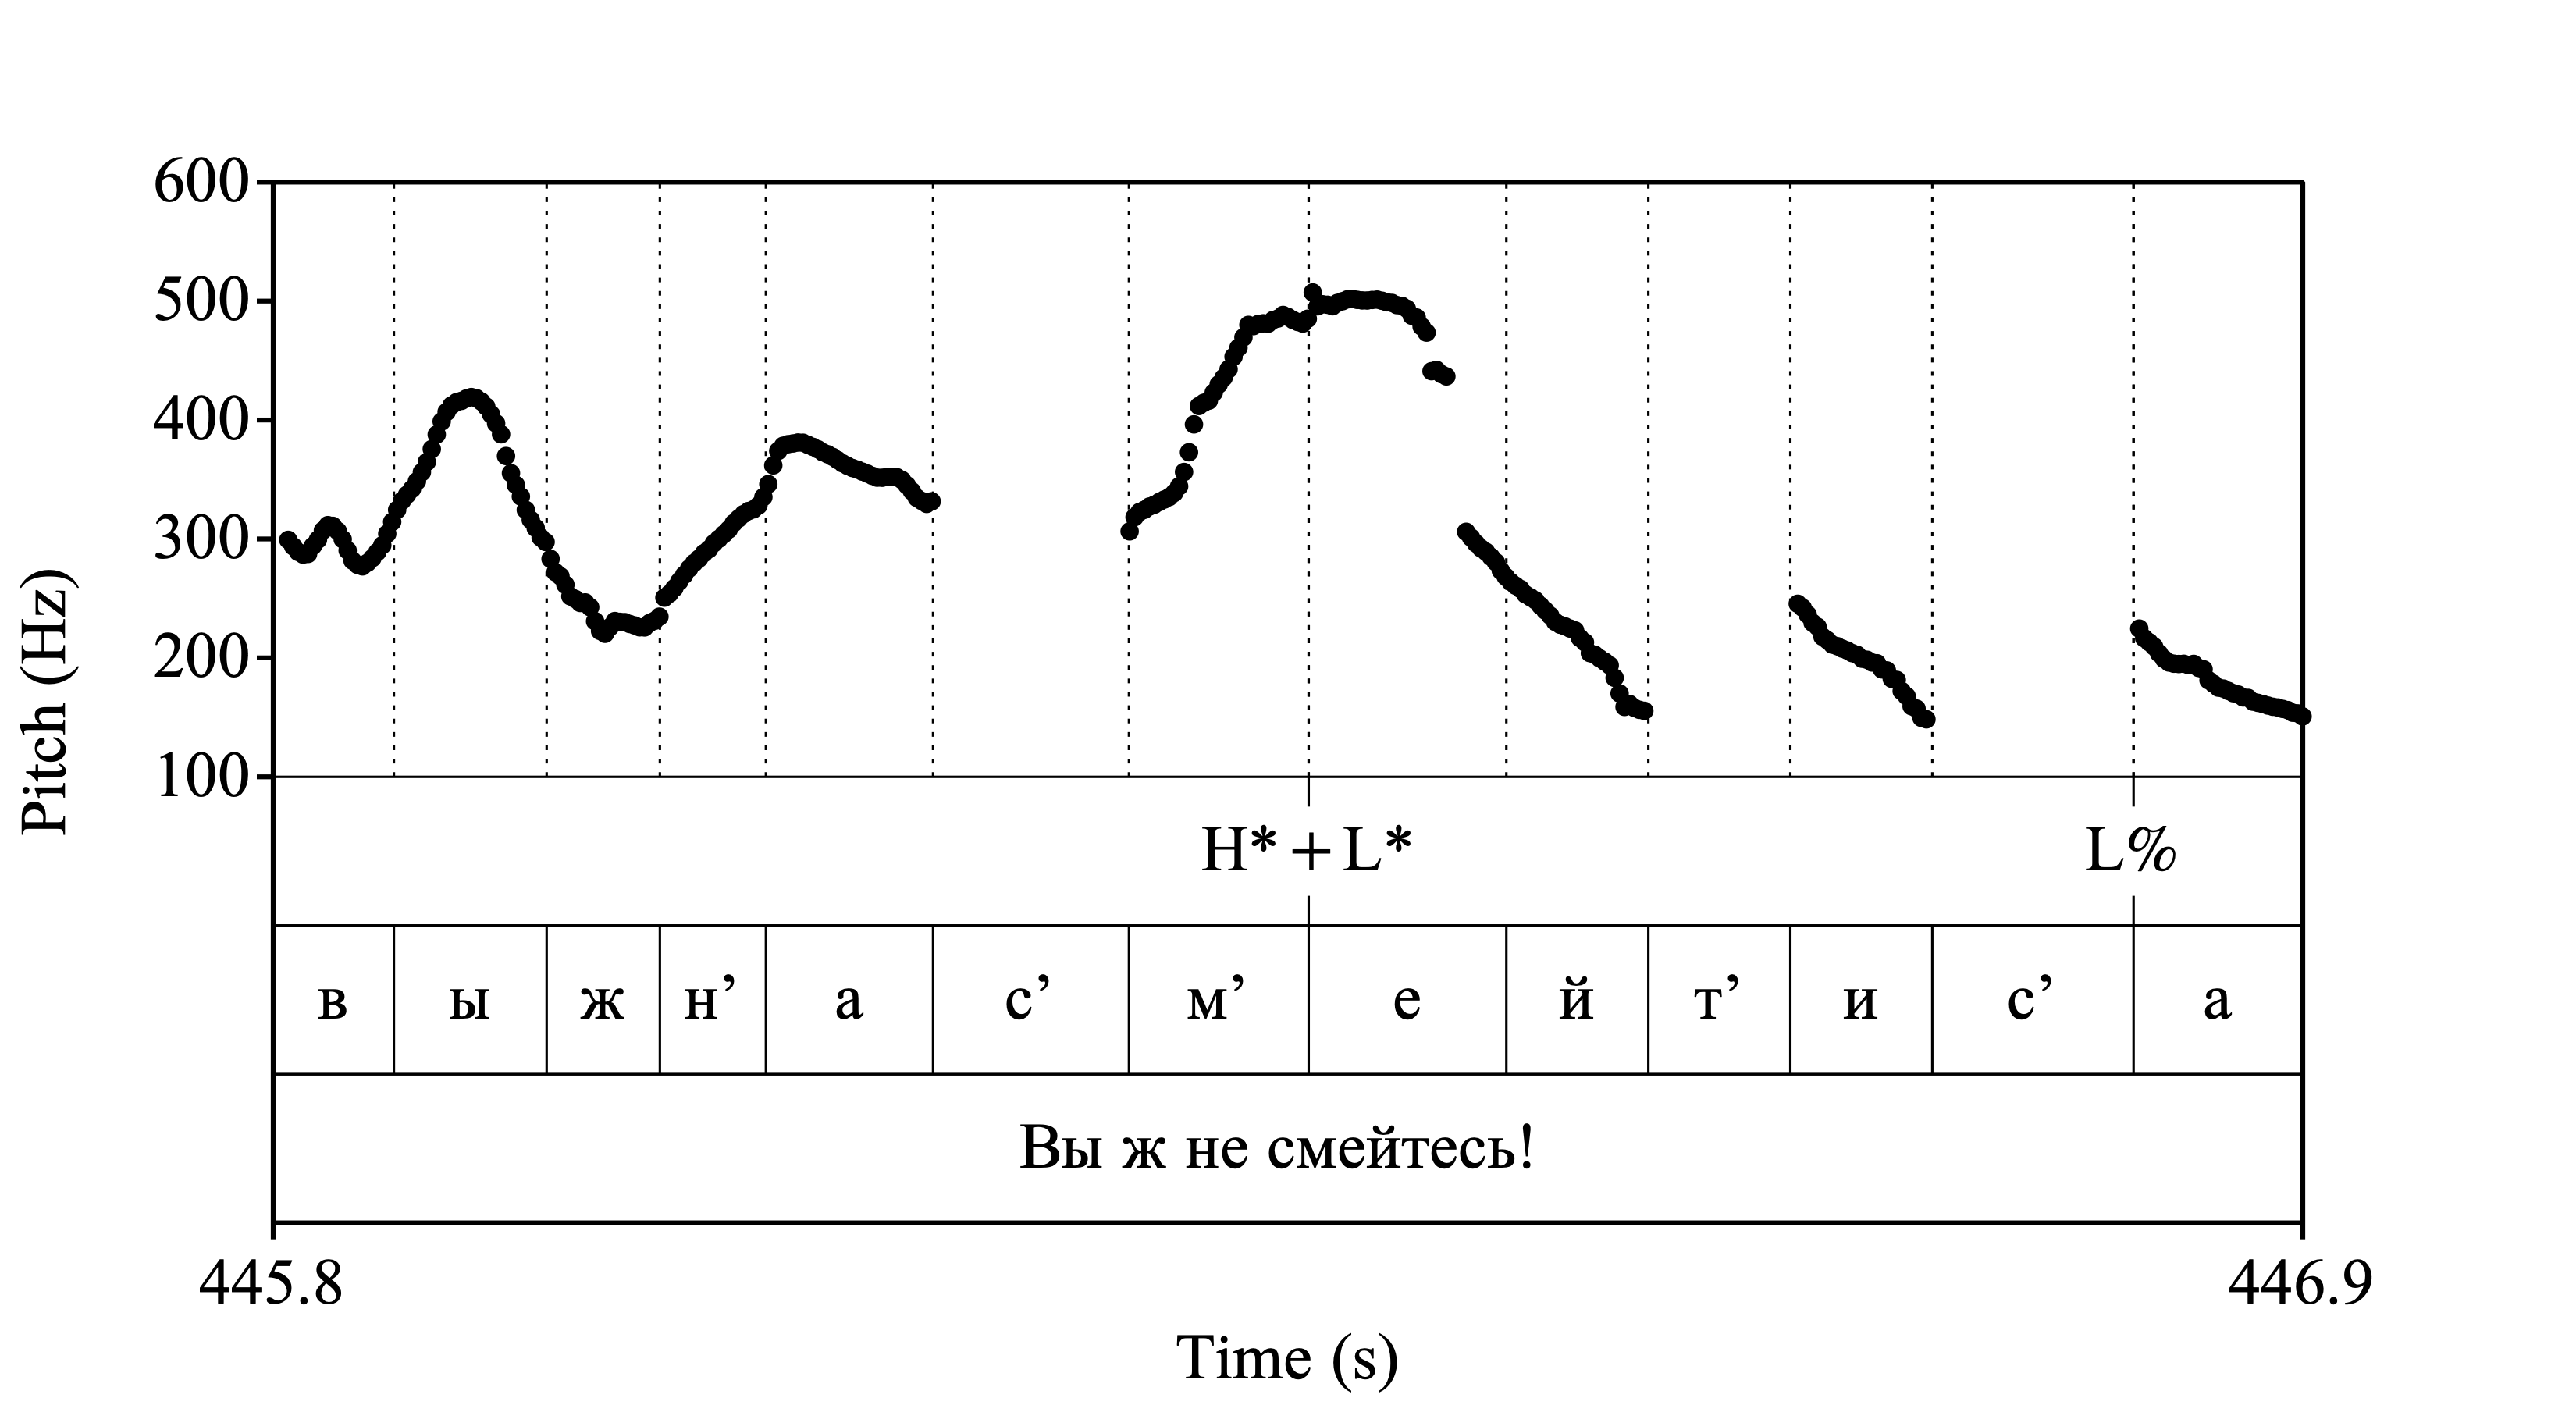 600
500
400
300
200
100
Pitch (Hz)
H*+L* L%
в ы ж н’ а с’ м’ е й т’ и с’ а
Вы ж не смейтесь!
445.8 446.9
Time (s)